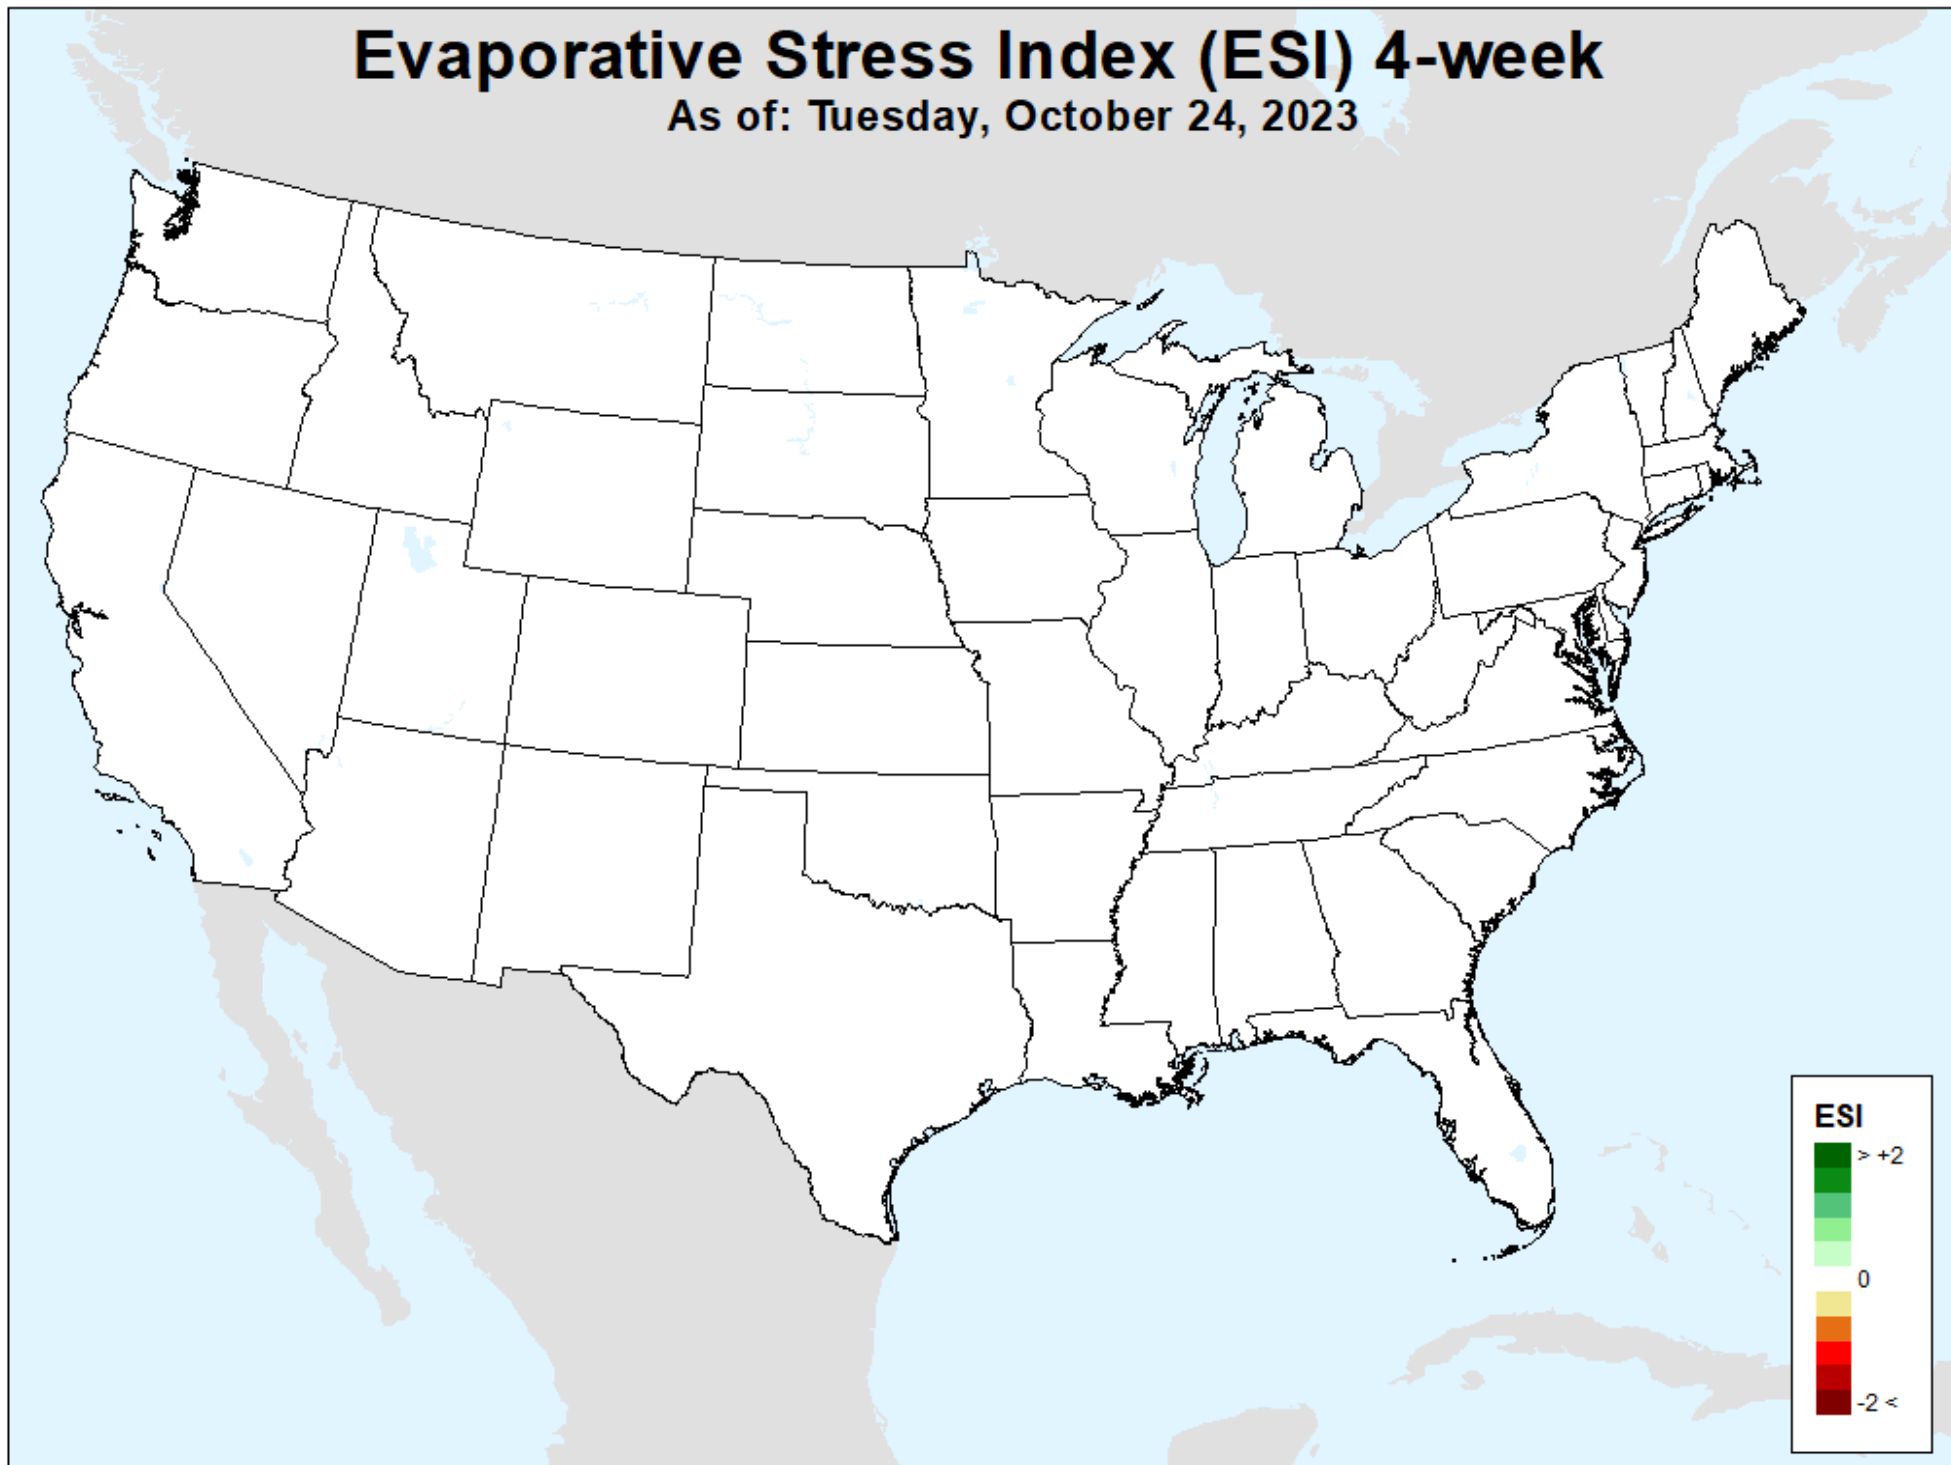 Evaporative Stress Index (ESI) 4-week
As of: Tuesday, October 24, 2023
ESI
> +2
0
-2 <